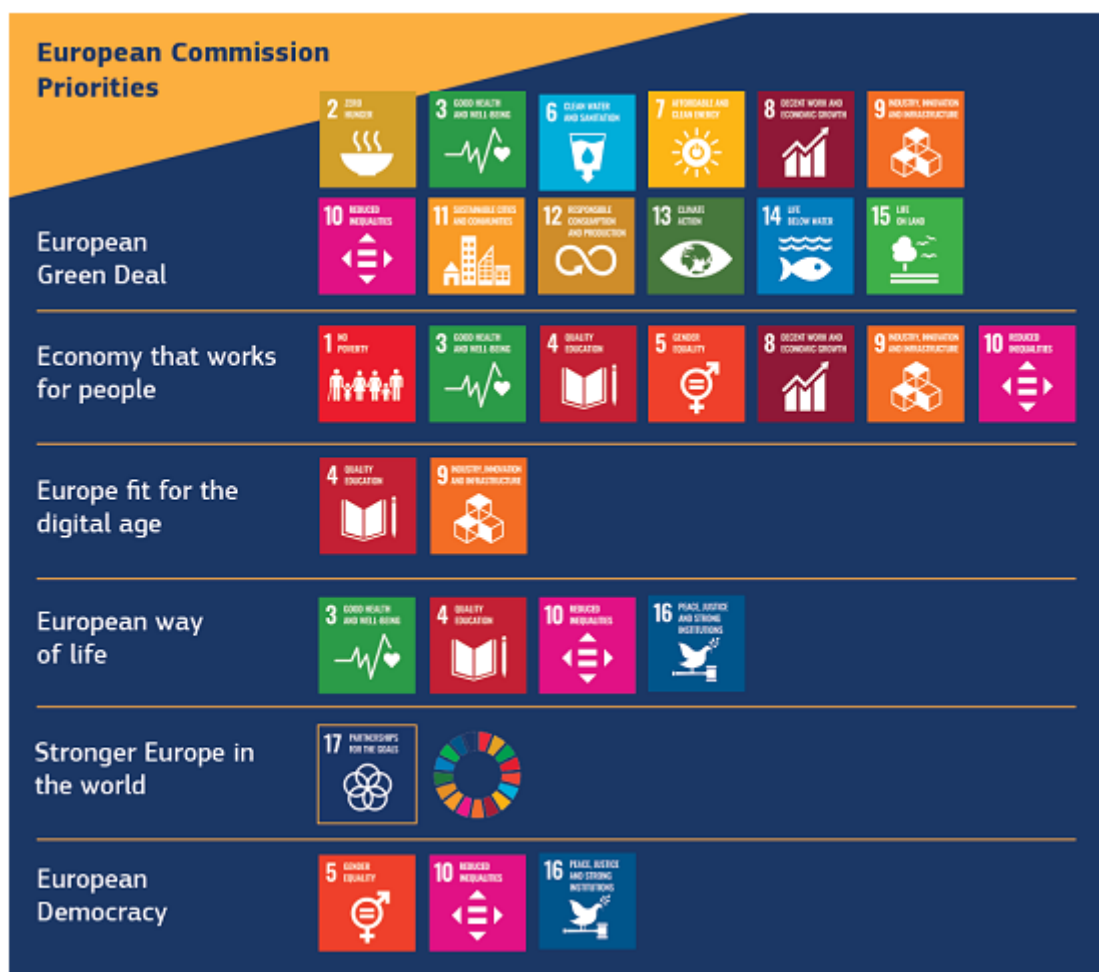 European Commission
Priorities
2 ZERO
HUNGER
3 GOOD HEALTH
AND WELL-BEING
6 CLEAN WATER
AND SANITATION
7 AFFORDABLE AND
CLEAN ENERGY
8 DECENT WORK AND
ECONOMIC GROWTH
9 INDUSTRY, INNOVATION
AND INFRASTRUCTURE
European
Green Deal
10 REDUCED
INEQUALITIES
11 SUSTAINABLE CITIES
AND COMMUNITIES
12 RESPONSIBLE
CONSUMPTION
AND PRODUCTION
13 CLIMATE
ACTION
14 LIFE
BELOW WATER
15 LIFE
ON LAND
Economy that works
for people
1 NO
POVERTY
3 GOOD HEALTH
AND WELL-BEING
4 QUALITY
EDUCATION
5 GENDER
EQUALITY
8 DECENT WORK AND
ECONOMIC GROWTH
9 INDUSTRY, INNOVATION
AND INFRASTRUCTURE
10 REDUCED
INEQUALITIES
Europe fit for the
digital age
4 QUALITY
EDUCATION
9 INDUSTRY, INNOVATION
AND INFRASTRUCTURE
European way
of life
3 GOOD HEALTH
AND WELL-BEING
4 QUALITY
EDUCATION
10 REDUCED
INEQUALITIES
16 PEACE, JUSTICE
AND STRONG
INSTITUTIONS
Stronger Europe in
the world
17 PARTNERSHIPS
FOR THE GOALS
European
Democracy
5 GENDER
EQUALITY
10 REDUCED
INEQUALITIES
16 PEACE, JUSTICE
AND STRONG
INSTITUTIONS